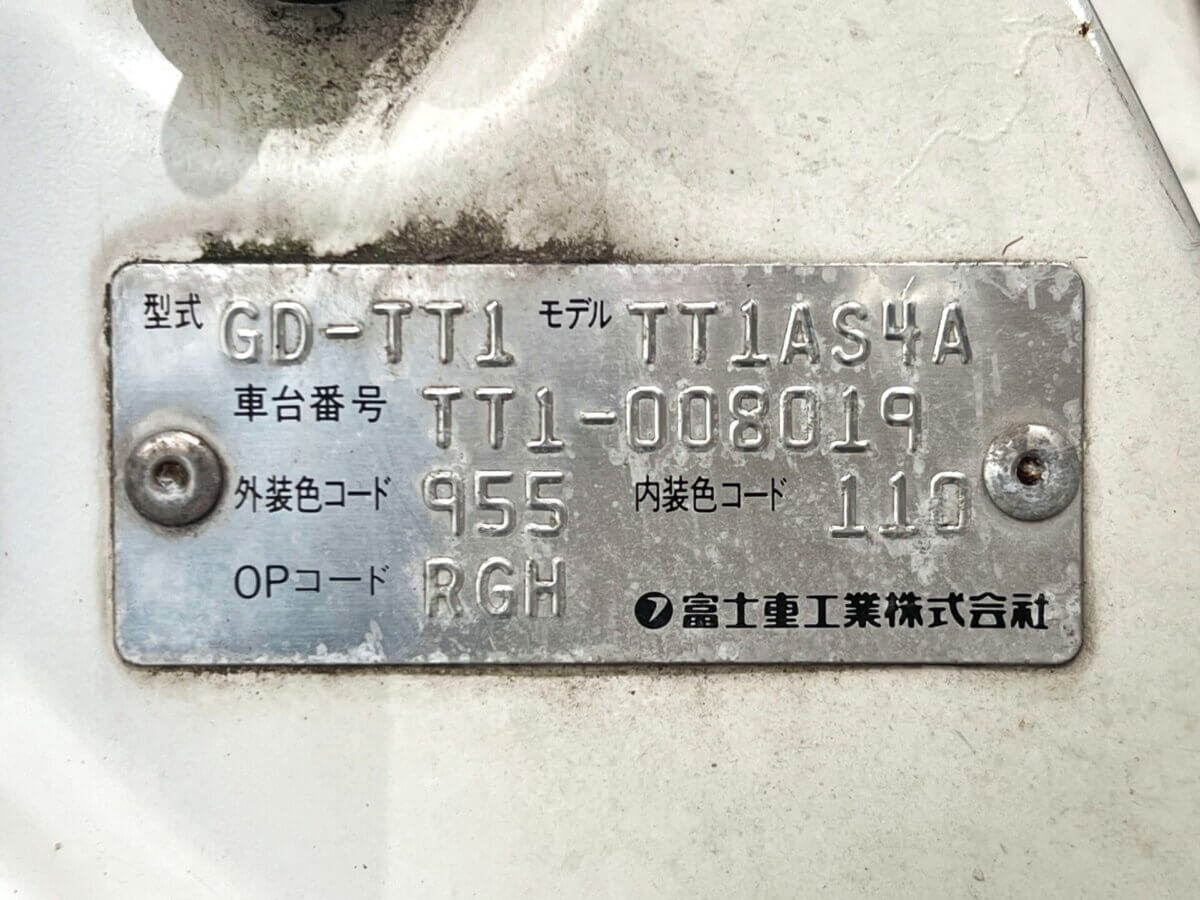 型式 GD-TT1 モデル TT1AS4A
車台番号 TT1-008019
外装色コード 955 内装色コード 110
OPコード RGH
フ 富士重工業株式会社